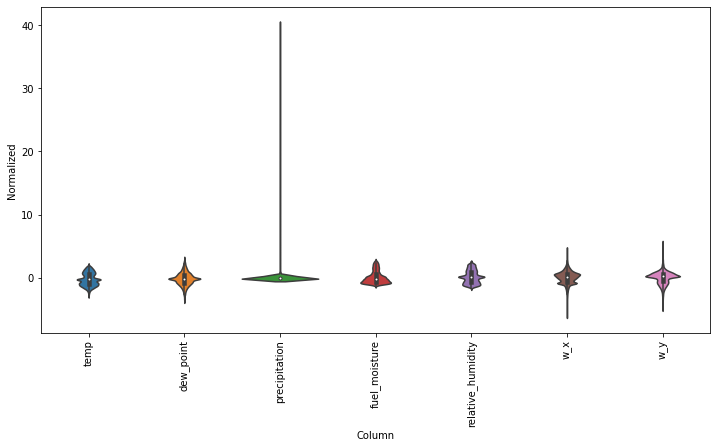 40
30
20
10
0
Normalized
temp
dew_point
precipitation
fuel_moisture
relative_humidity
w_x
w_y
Column